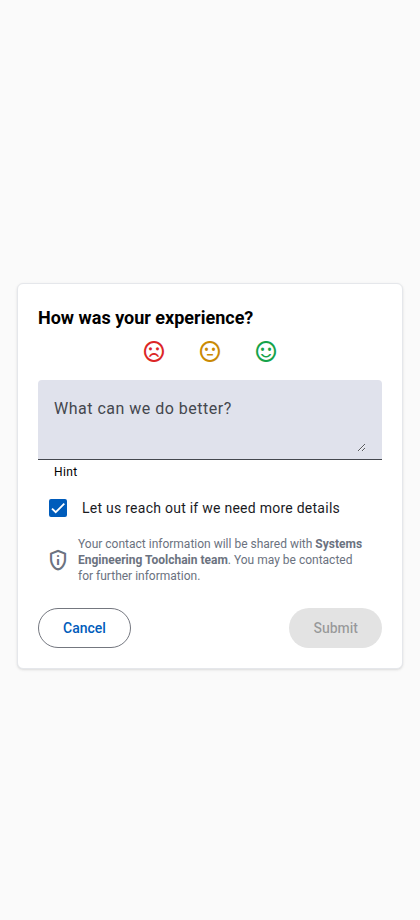 How was your experience?
What can we do better?
Hint
Let us reach out if we need more details
Your contact information will be shared with Systems
Engineering Toolchain team. You may be contacted
for further information.
Cancel
Submit